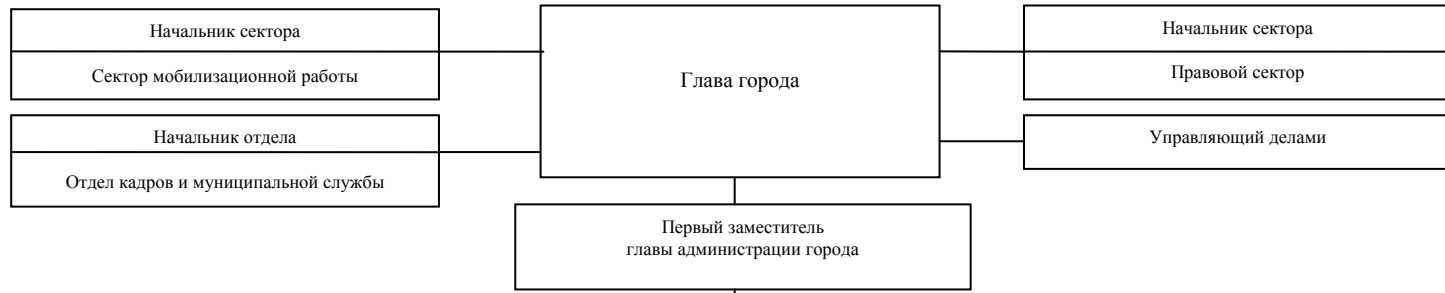 Начальник сектора
Сектор мобилизационной работы
Начальник отдела
Отдел кадров и муниципальной службы
Глава города
Начальник сектора
Правовой сектор
Управляющий делами
Первый заместитель
главы администрации города